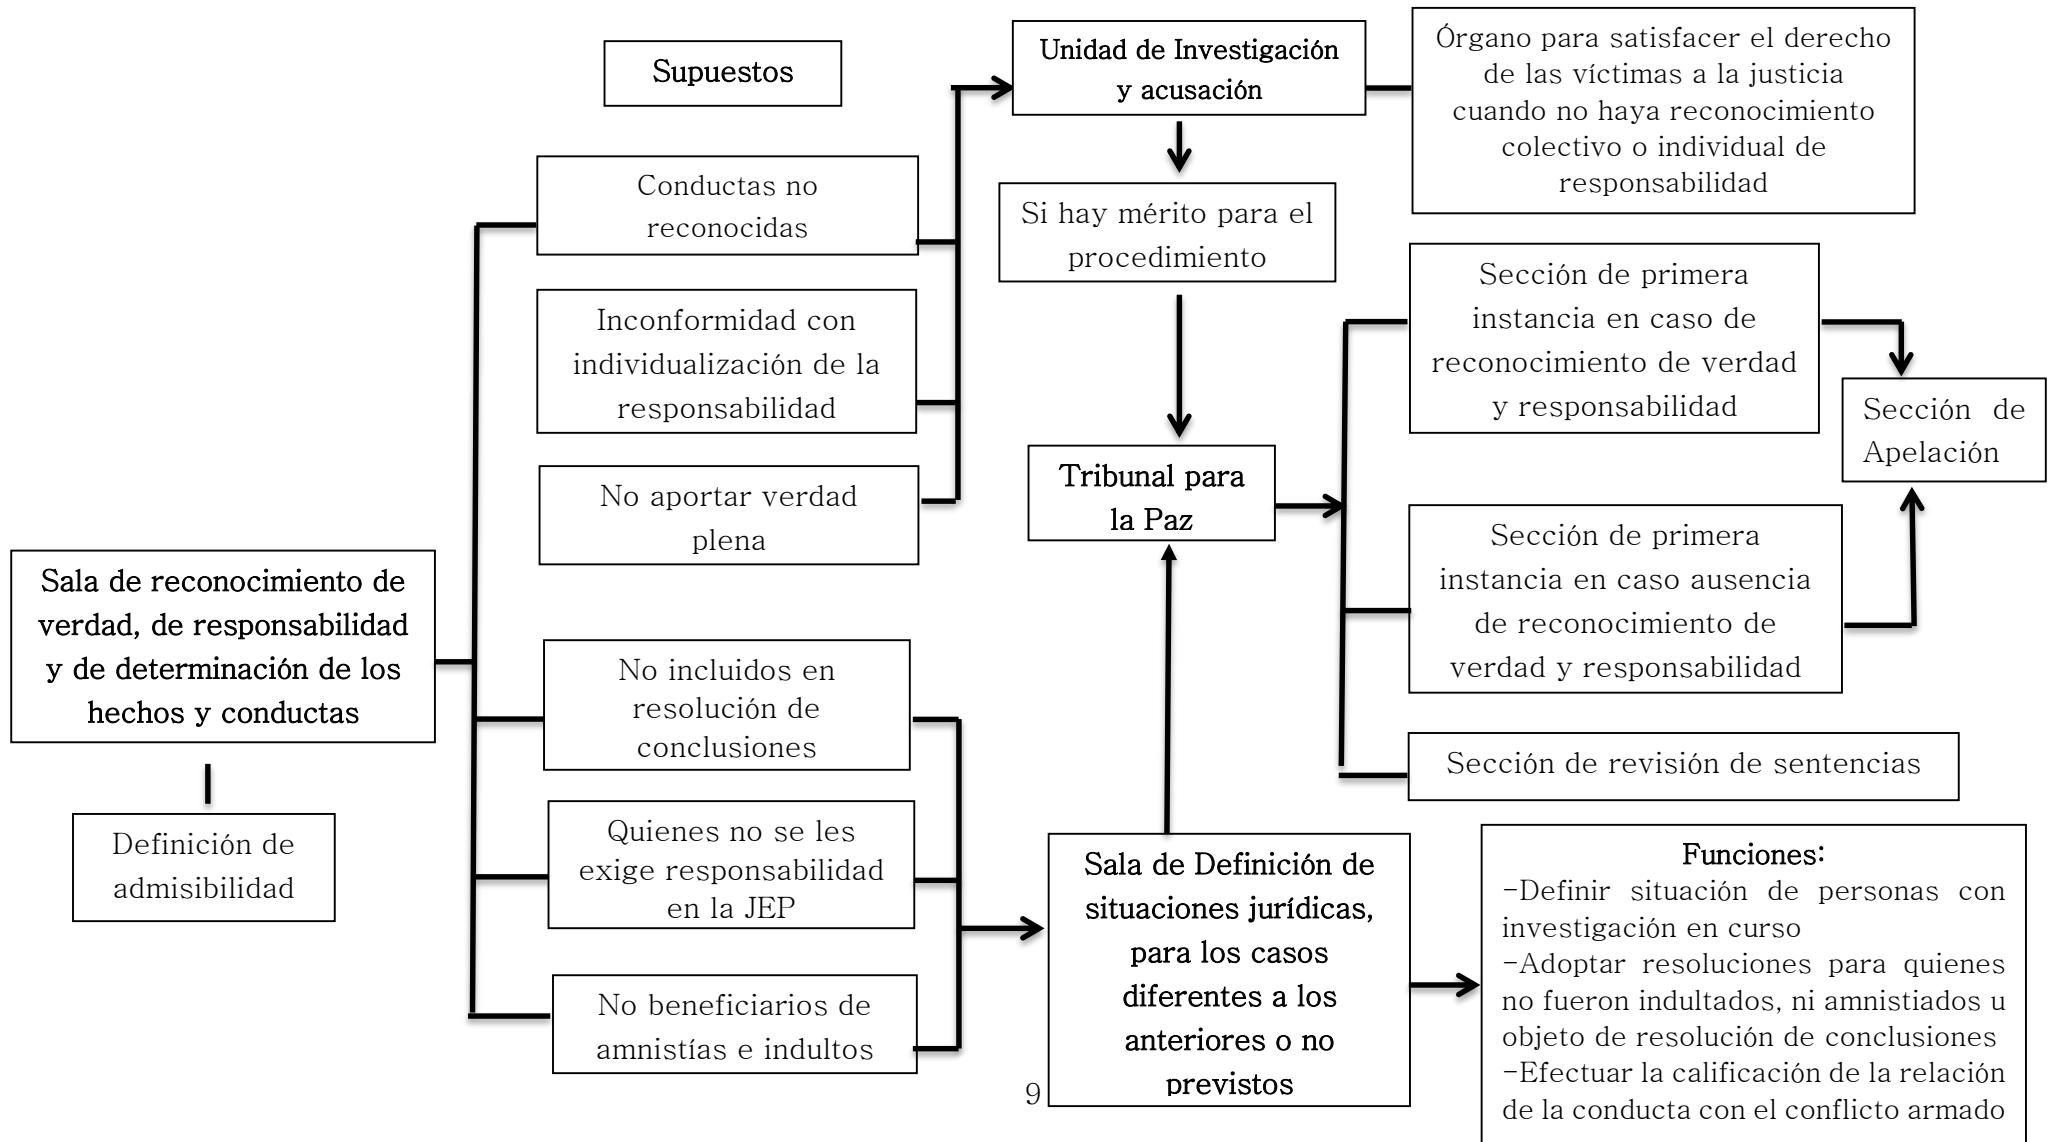 Supuestos
Unidad de Investigación
y acusación
Órgano para satisfacer el derecho
de las víctimas a la justicia
cuando no haya reconocimiento
colectivo o individual de
responsabilidad
Conductas no
reconocidas
Si hay mérito para el
procedimiento
Inconformidad con
individualización de la
responsabilidad
Sección de primera
instancia en caso de
reconocimiento de verdad
y responsabilidad
Sección de
Apelación
No aportar verdad
plena
Tribunal para
la Paz
Sección de primera
instancia en caso ausencia
de reconocimiento de
verdad y responsabilidad
Sala de reconocimiento de
verdad, de responsabilidad
y de determinación de los
hechos y conductas
No incluidos en
resolución de
conclusiones
Sección de revisión de sentencias
Definición de
admisibilidad
Quienes no se les
exige responsabilidad
en la JEP
Sala de Definición de
situaciones jurídicas,
para los casos
diferentes a los
anteriores o no
previstos
Funciones:
-Definir situación de personas con
investigación en curso
-Adoptar resoluciones para quienes
no fueron indultados, ni amnistiados u
objeto de resolución de conclusiones
-Efectuar la calificación de la relación
de la conducta con el conflicto armado
No beneficiarios de
amnistías e indultos
9